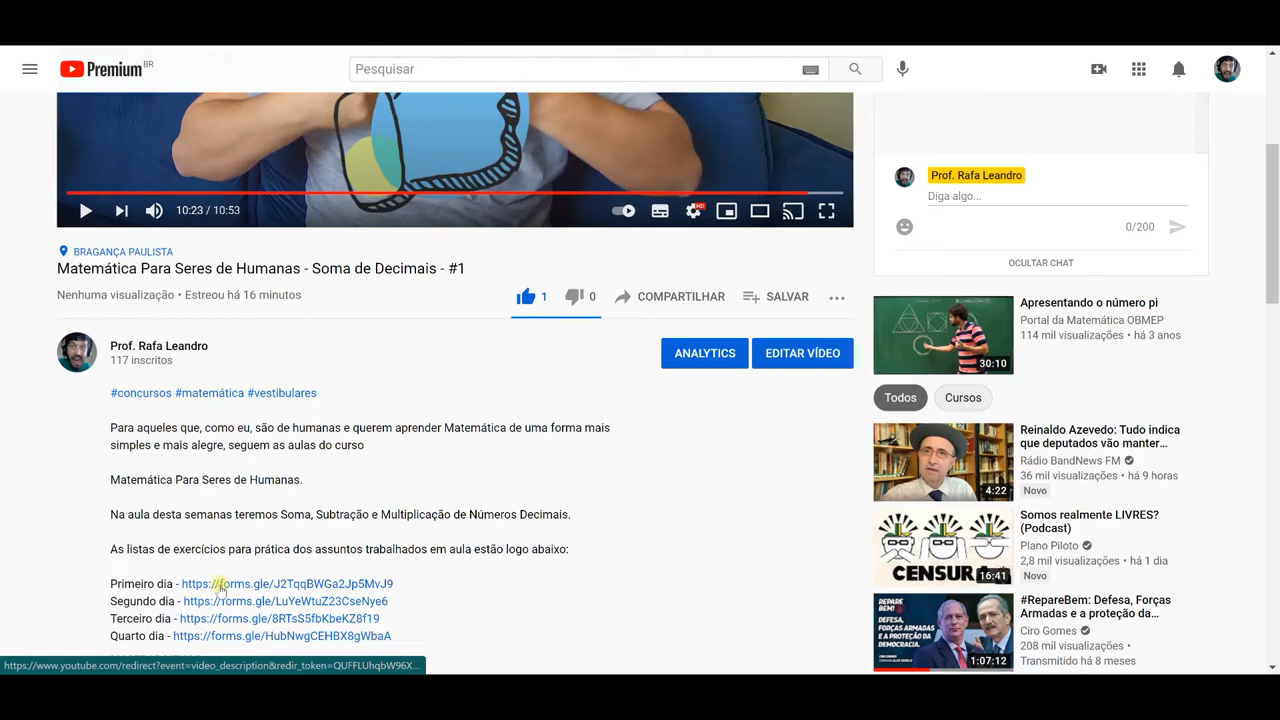 Premium BR
Pesquisar
10:23 / 10:53
HD
BRAGANÇA PAULISTA
Matemática Para Seres de Humanas - Soma de Decimais - #1
Nenhuma visualização • Estreou há 16 minutos
1
0
COMPARTILHAR
SALVAR
Prof. Rafa Leandro
117 inscritos
ANALYTICS
EDITAR VÍDEO
#concursos #matemática #vestibulares
Para aqueles que, como eu, são de humanas e querem aprender Matemática de uma forma mais
simples e mais alegre, seguem as aulas do curso
Matemática Para Seres de Humanas.
Na aula desta semanas teremos Soma, Subtração e Multiplicação de Números Decimais.
As listas de exercícios para prática dos assuntos trabalhados em aula estão logo abaixo:
Primeiro dia - https://forms.gle/J2TqqBWGa2Jp5MvJ9
Segundo dia - https://forms.gle/LuYeWtuZ23CseNye6
Terceiro dia - https://forms.gle/8RTsS5fbKbeKZ8f19
Quarto dia - https://forms.gle/HubNwgCEHBX8gWbaA
https://www.youtube.com/redirect?event=video_description&redir_token=QUFFLUhqbW96X...
Prof. Rafa Leandro
Diga algo...
0/200
OCULTAR CHAT
30:10
Apresentando o número pi
Portal da Matemática OBMEP
114 mil visualizações • há 3 anos
Todos
Cursos
4:22
Reinaldo Azevedo: Tudo indica
que deputados vão manter...
Rádio BandNews FM
36 mil visualizações • há 9 horas
Novo
CENSURA
16:41
Somos realmente LIVRES?
(Podcast)
Plano Piloto
2,8 mil visualizações • há 1 dia
Novo
REPARE
BEM!
DEFESA,
FORÇAS ARMADAS
E A PROTEÇÃO DA
DEMOCRACIA.
1:07:12
#RepareBem: Defesa, Forças
Armadas e a proteção da...
Ciro Gomes
208 mil visualizações
Transmitido há 8 meses